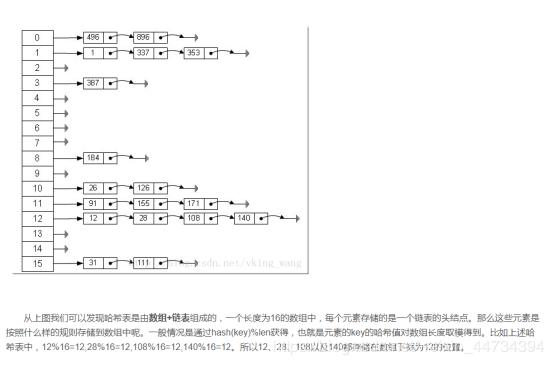 0 496 896
1 1 337 353
2
3 387
4
5
6
7
8 184
9
10 26 126
11 91 155 171
12 12 28 108 140
13
14
15 31 111
csdn.net/vking_wang
从上图我们可以发现哈希表是由数组+链表组成的,一个长度为16的数组中,每个元素存储的是一个链表的头结点。那么这些元素是
按照什么样的规则存储到数组中呢。一般情况是通过hash(key)%len获得,也就是元素的key的哈希值对数组长度取模得到。比如上述哈
希表中,12%16=12,28%16=12,108%16=12,140%16=12。所以12、28、108以及140都存储在数组下标为12的位置。
44734394